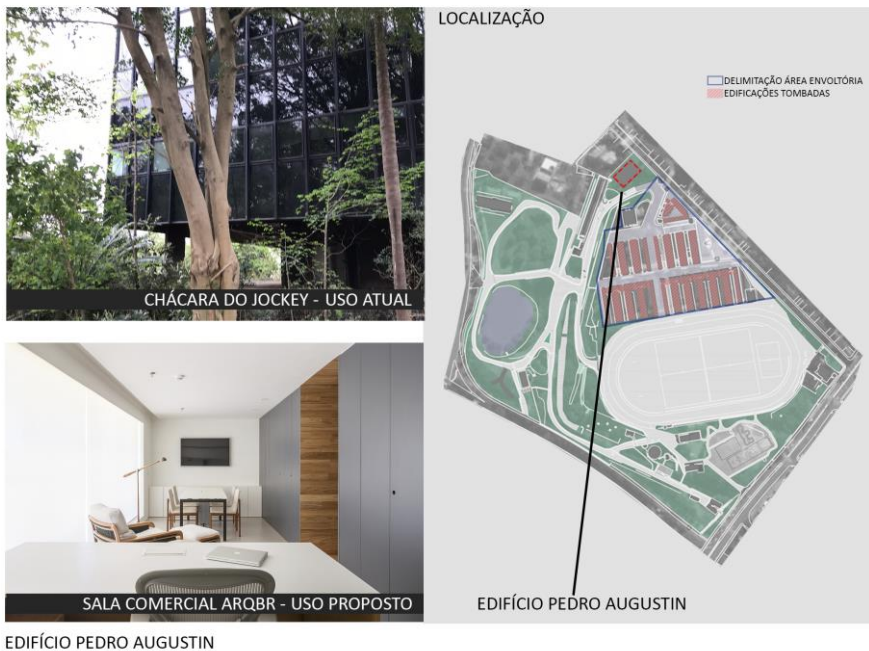 LOCALIZAÇÃO
DELIMITAÇÃO ÁREA ENVOLTÓRIA
EDIFICAÇÕES TOMBADAS
CHÁCARA DO JOCKEY - USO ATUAL
SALA COMERCIAL ARQBR - USO PROPOSTO
EDIFÍCIO PEDRO AUGUSTIN
EDIFÍCIO PEDRO AUGUSTIN